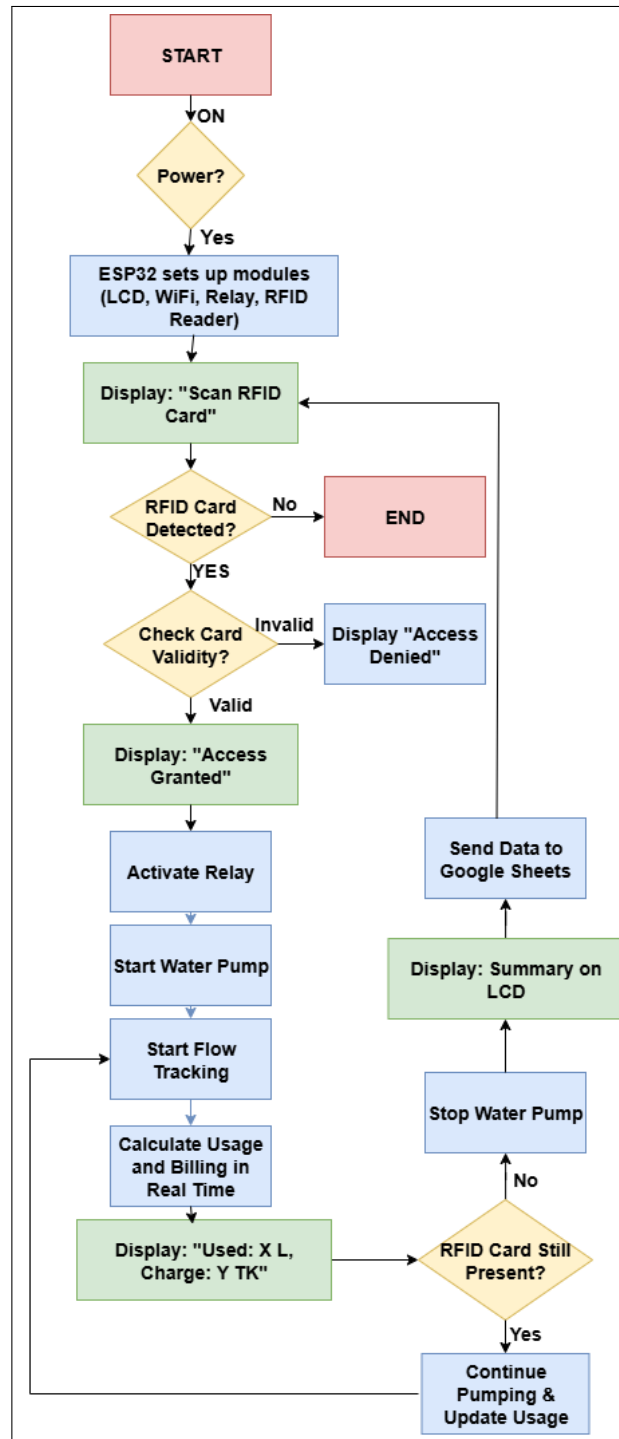 START
ON
Power?
Yes
ESP32 sets up modules
(LCD, WiFi, Relay, RFID
Reader)
Display: "Scan RFID
Card"
RFID Card
Detected?
No
END
YES
Check Card
Validity?
Invalid
Display "Access
Denied"
Valid
Display: "Access
Granted"
Activate Relay
Start Water Pump
Start Flow
Tracking
Calculate Usage
and Billing in
Real Time
Display: "Used: X L,
Charge: Y TK"
RFID Card Still
Present?
Yes
Continue
Pumping &
Update Usage
No
Stop Water Pump
Display: Summary on
LCD
Send Data to
Google Sheets